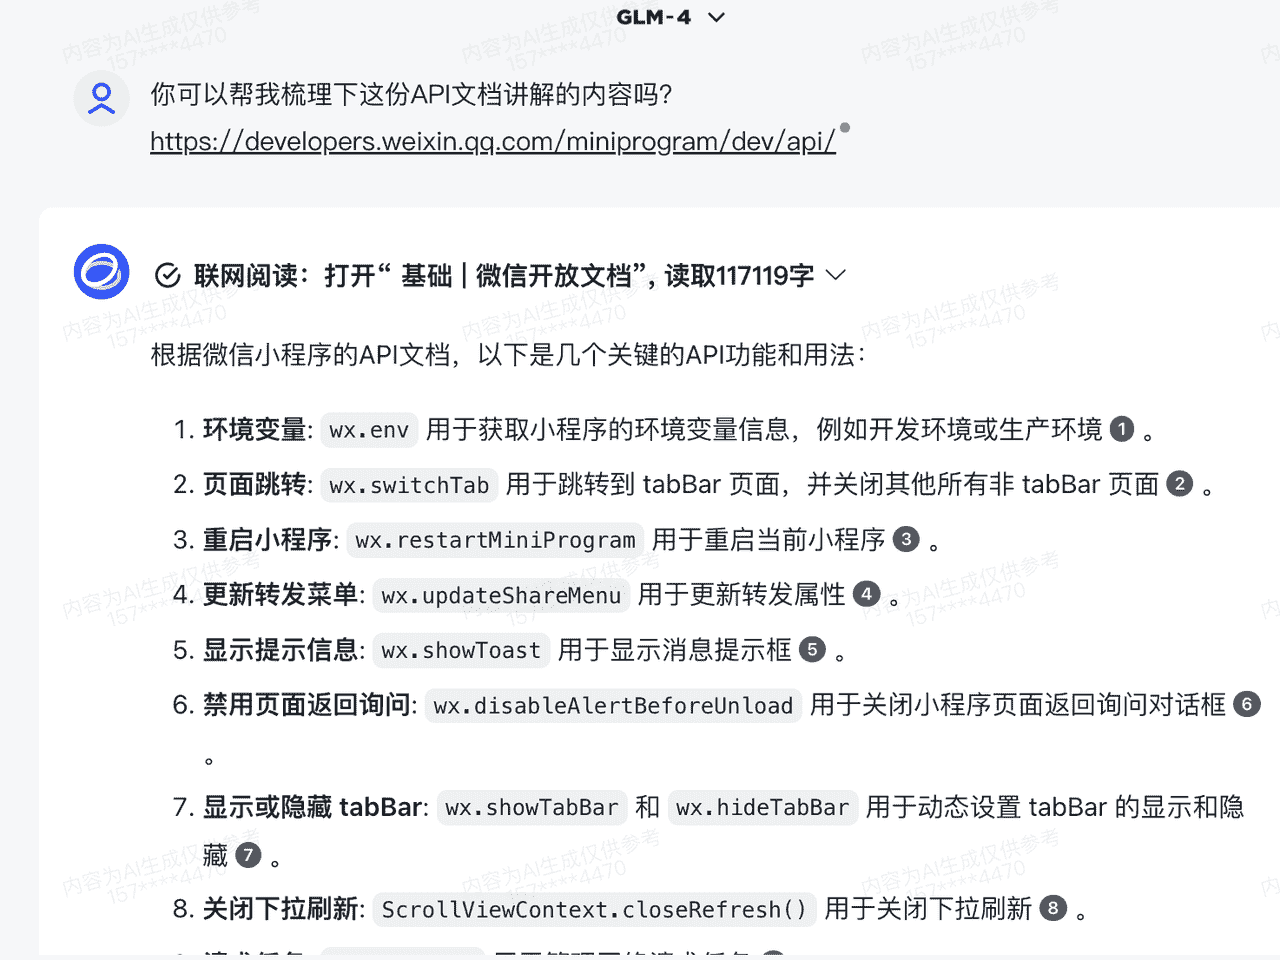 GLM-4
你可以帮我梳理下这份API文档讲解的内容吗?
https://developers.weixin.qq.com/miniprogram/dev/api/
联网阅读：打开“ 基础 | 微信开放文档”, 读取117119字
根据微信小程序的API文档，以下是几个关键的API功能和用法：
1. 环境变量: wx.env 用于获取小程序的环境变量信息，例如开发环境或生产环境 1 。
2. 页面跳转: wx.switchTab 用于跳转到 tabBar 页面，并关闭其他所有非 tabBar 页面 2 。
3. 重启小程序: wx.restartMiniProgram 用于重启当前小程序 3 。
4. 更新转发菜单: wx.updateShareMenu 用于更新转发属性 4 。
5. 显示提示信息: wx.showToast 用于显示消息提示框 5 。
6. 禁用页面返回询问: wx.disableAlertBeforeUnload 用于关闭小程序页面返回询问对话框 6
。
7. 显示或隐藏 tabBar: wx.showTabBar 和 wx.hideTabBar 用于动态设置 tabBar 的显示和隐
藏 7 。
8. 关闭下拉刷新: ScrollViewContext.closeRefresh() 用于关闭下拉刷新 8 。
内容为AI生成仅供参考
157****4470